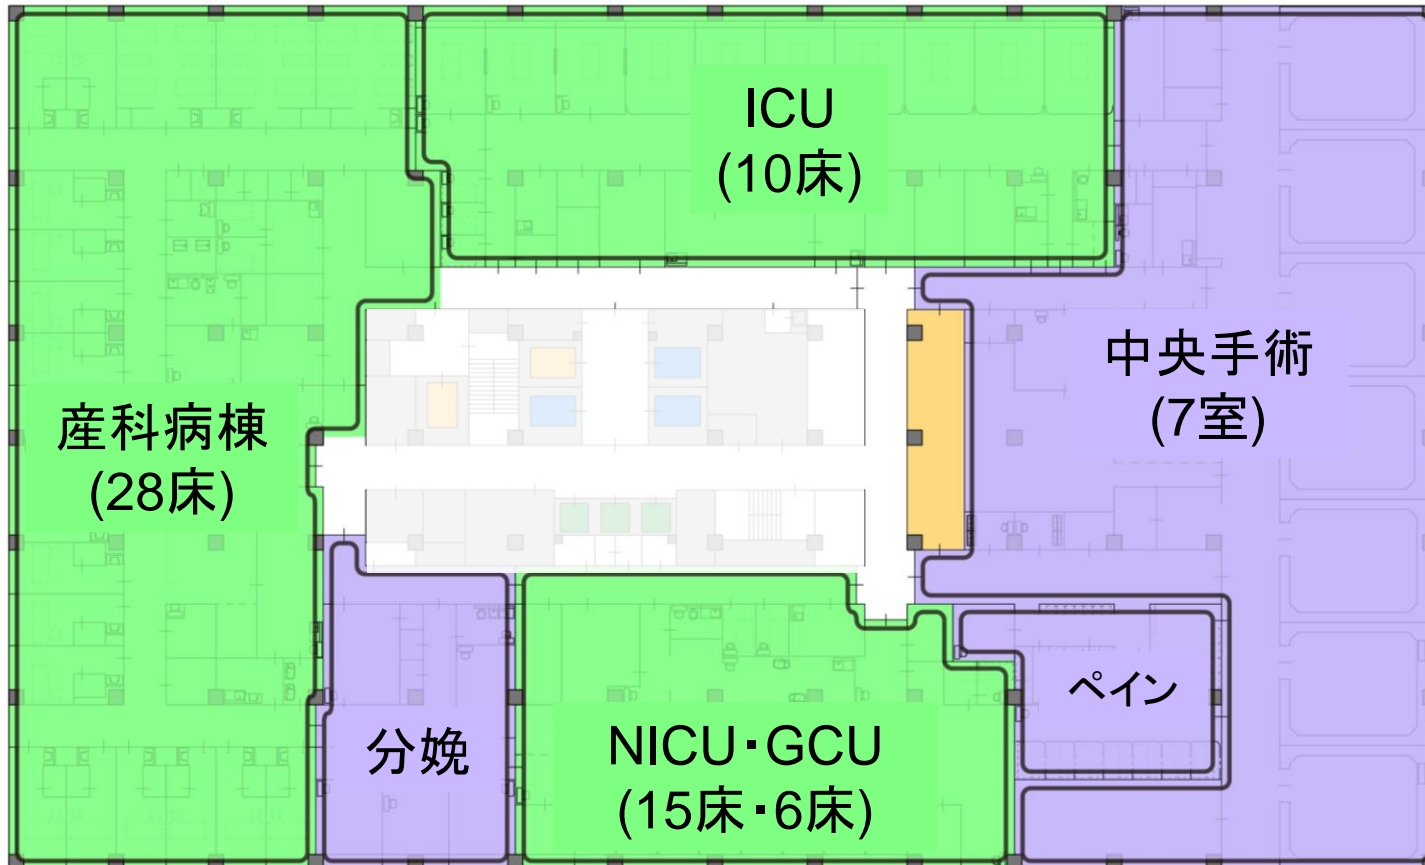 ICU
(10床)
中央手術
(7室)
産科病棟
(28床)
ペイン
分娩
NICU・GCU
(15床・6床)